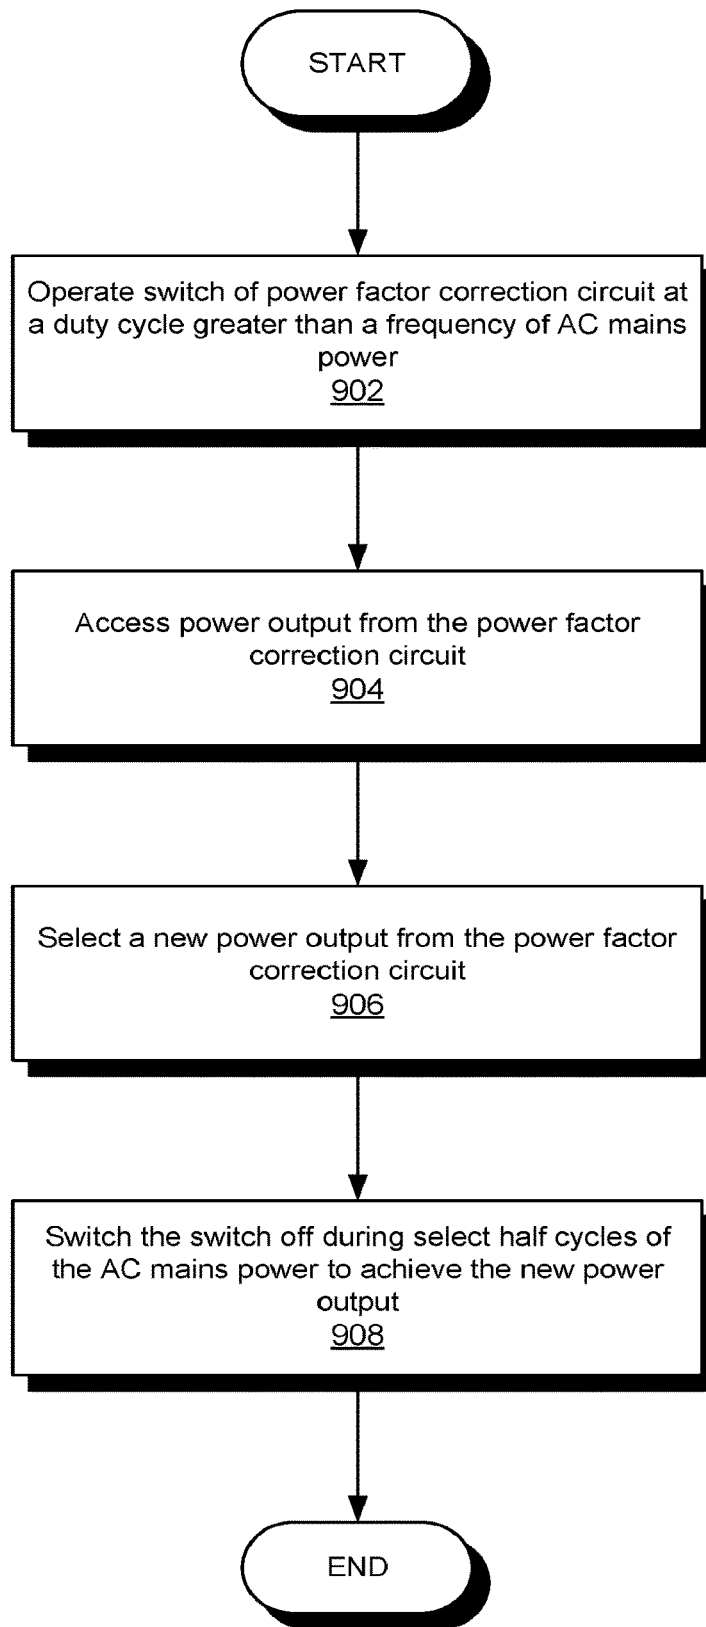 START
Operate switch of power factor correction circuit at
a duty cycle greater than a frequency of AC mains
power
902
Access power output from the power factor
correction circuit
904
Select a new power output from the power factor
correction circuit
906
Switch the switch off during select half cycles of
the AC mains power to achieve the new power
output
908
END